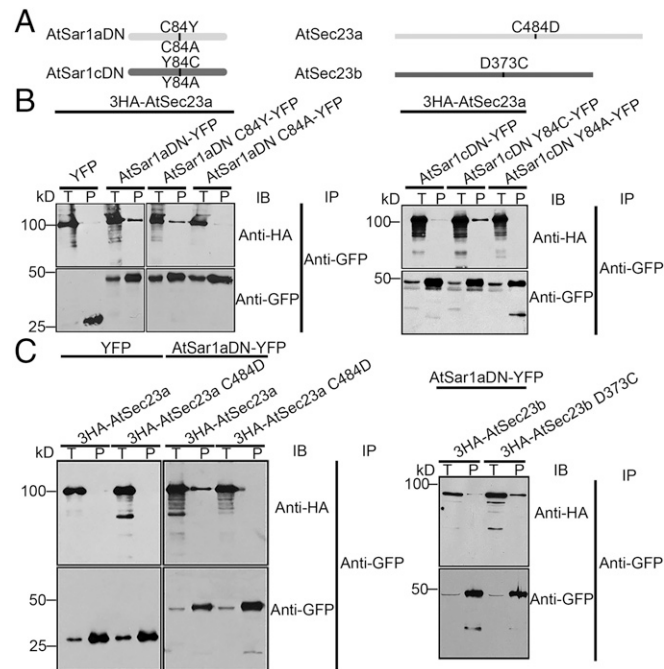 A
AtSar1aDN
C84Y
C84A
AtSar1cDN
Y84C
Y84A
AtSec23a
C484D
AtSec23b
D373C
B
3HA-AtSec23a
YFP
AtSar1aDN-YFP
AtSar1aDN C84Y-YFP
AtSar1aDN C84A-YFP
kD
T P T P T P T P
IB
IP
100
Anti-HA
50
Anti-GFP
25
Anti-GFP
3HA-AtSec23a
AtSar1cDN-YFP
AtSar1cDN Y84C-YFP
AtSar1cDN Y84A-YFP
kD
T P T P T P
IB
IP
100
Anti-HA
50
Anti-GFP
25
Anti-GFP
C
YFP
AtSar1aDN-YFP
3HA-AtSec23a
3HA-AtSec23a C484D
3HA-AtSec23a
3HA-AtSec23a C484D
kD
T P T P T P T P
IB
IP
100
Anti-HA
50
Anti-GFP
25
Anti-GFP
AtSar1aDN-YFP
3HA-AtSec23b
3HA-AtSec23b D373C
kD
T P T P
IB
IP
100
Anti-HA
50
Anti-GFP
Anti-GFP